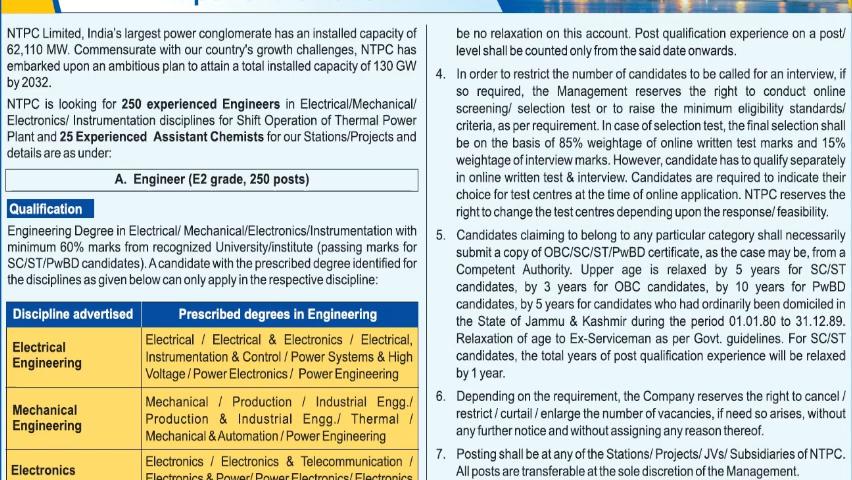 NTPC Limited, India's largest power conglomerate has an installed capacity of
62,110 MW. Commensurate with our country's growth challenges, NTPC has
embarked upon an ambitious plan to attain a total installed capacity of 130 GW
by 2032.
NTPC is looking for 250 experienced Engineers in Electrical/Mechanical/
Electronics/ Instrumentation disciplines for Shift Operation of Thermal Power
Plant and 25 Experienced Assistant Chemists for our Stations/Projects and
details are as under:
A. Engineer (E2 grade, 250 posts)
Qualification
Engineering Degree in Electrical/ Mechanical/Electronics/Instrumentation with
minimum 60% marks from recognized University/institute (passing marks for
SC/ST/PwBD candidates). A candidate with the prescribed degree identified for
the disciplines as given below can only apply in the respective discipline:
Discipline advertised
Prescribed degrees in Engineering
Electrical
Engineering
Electrical / Electrical & Electronics / Electrical,
Instrumentation & Control / Power Systems & High
Voltage / Power Electronics / Power Engineering
Mechanical
Engineering
Mechanical / Production / Industrial Engg./
Production & Industrial Engg./ Thermal /
Mechanical & Automation / Power Engineering
Electronics
Electronics / Electronics & Telecommunication /
Electronics & Power/ Power Electronics/ Electronics
be no relaxation on this account. Post qualification experience on a post/
level shall be counted only from the said date onwards.
4. In order to restrict the number of candidates to be called for an interview, if
so required, the Management reserves the right to conduct online
screening/ selection test or to raise the minimum eligibility standards/
criteria, as per requirement. In case of selection test, the final selection shall
be on the basis of 85% weightage of online written test marks and 15%
weightage of interview marks. However, candidate has to qualify separately
in online written test & interview. Candidates are required to indicate their
choice for test centres at the time of online application. NTPC reserves the
right to change the test centres depending upon the response/ feasibility.
5. Candidates claiming to belong to any particular category shall necessarily
submit a copy of OBC/SC/ST/PwBD certificate, as the case may be, from a
Competent Authority. Upper age is relaxed by 5 years for SC/ST
candidates, by 3 years for OBC candidates, by 10 years for PwBD
candidates, by 5 years for candidates who had ordinarily been domiciled in
the State of Jammu & Kashmir during the period 01.01.80 to 31.12.89.
Relaxation of age to Ex-Serviceman as per Govt. guidelines. For SC/ST
candidates, the total years of post qualification experience will be relaxed
by 1 year.
6. Depending on the requirement, the Company reserves the right to cancel /
restrict / curtail / enlarge the number of vacancies, if need so arises, without
any further notice and without assigning any reason thereof.
7. Posting shall be at any of the Stations/ Projects/ JVs/ Subsidiaries of NTPC.
All posts are transferable at the sole discretion of the Management.